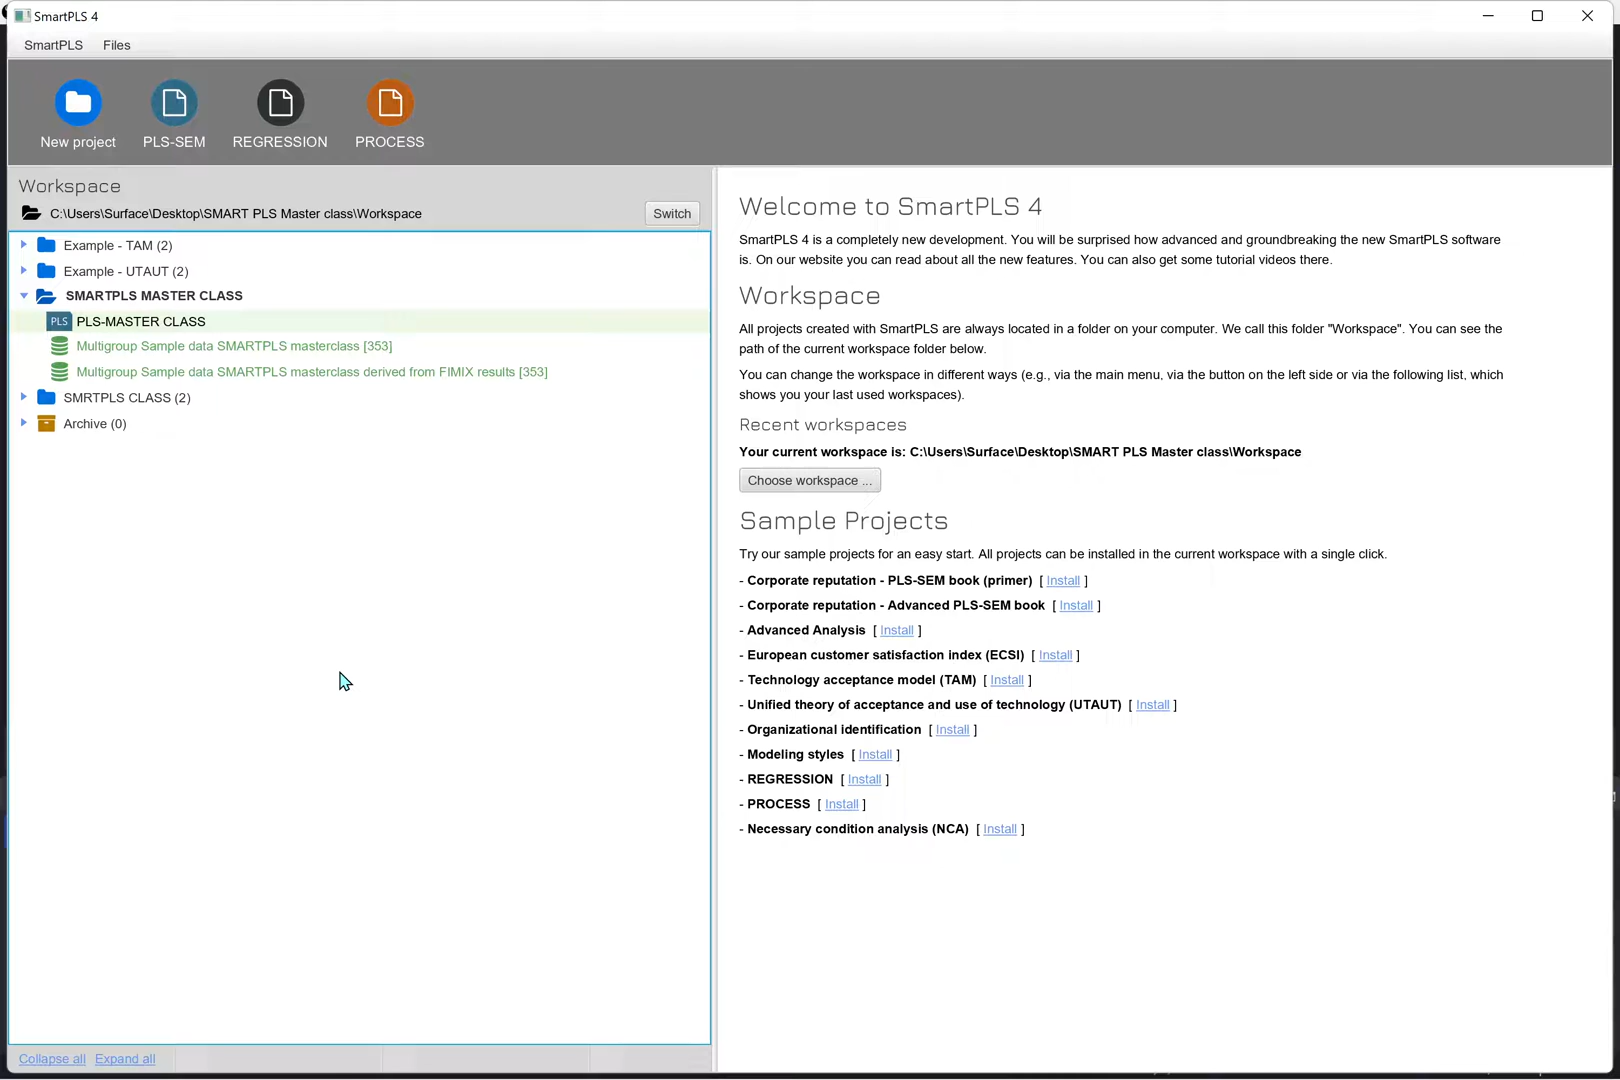 SmartPLS 4
SmartPLS Files
New project PLS-SEM REGRESSION PROCESS
Workspace
C:\Users\Surface\Desktop\SMART PLS Master class\Workspace
Switch
Example - TAM (2)
Example - UTAUT (2)
SMARTPLS MASTER CLASS
PLS PLS-MASTER CLASS
Multigroup Sample data SMARTPLS masterclass [353]
Multigroup Sample data SMARTPLS masterclass derived from FIMIX results [353]
SMRTPLS CLASS (2)
Archive (0)
Collapse all Expand all
Welcome to SmartPLS 4
SmartPLS 4 is a completely new development. You will be surprised how advanced and groundbreaking the new SmartPLS software
is. On our website you can read about all the new features. You can also get some tutorial videos there.
Workspace
All projects created with SmartPLS are always located in a folder on your computer. We call this folder "Workspace". You can see the
path of the current workspace folder below.
You can change the workspace in different ways (e.g., via the main menu, via the button on the left side or via the following list, which
shows you your last used workspaces).
Recent workspaces
Your current workspace is: C:\Users\Surface\Desktop\SMART PLS Master class\Workspace
Choose workspace ...
Sample Projects
Try our sample projects for an easy start. All projects can be installed in the current workspace with a single click.
- Corporate reputation - PLS-SEM book (primer) [ Install ]
- Corporate reputation - Advanced PLS-SEM book [ Install ]
- Advanced Analysis [ Install ]
- European customer satisfaction index (ECSI) [ Install ]
- Technology acceptance model (TAM) [ Install ]
- Unified theory of acceptance and use of technology (UTAUT) [ Install ]
- Organizational identification [ Install ]
- Modeling styles [ Install ]
- REGRESSION [ Install ]
- PROCESS [ Install ]
- Necessary condition analysis (NCA) [ Install ]